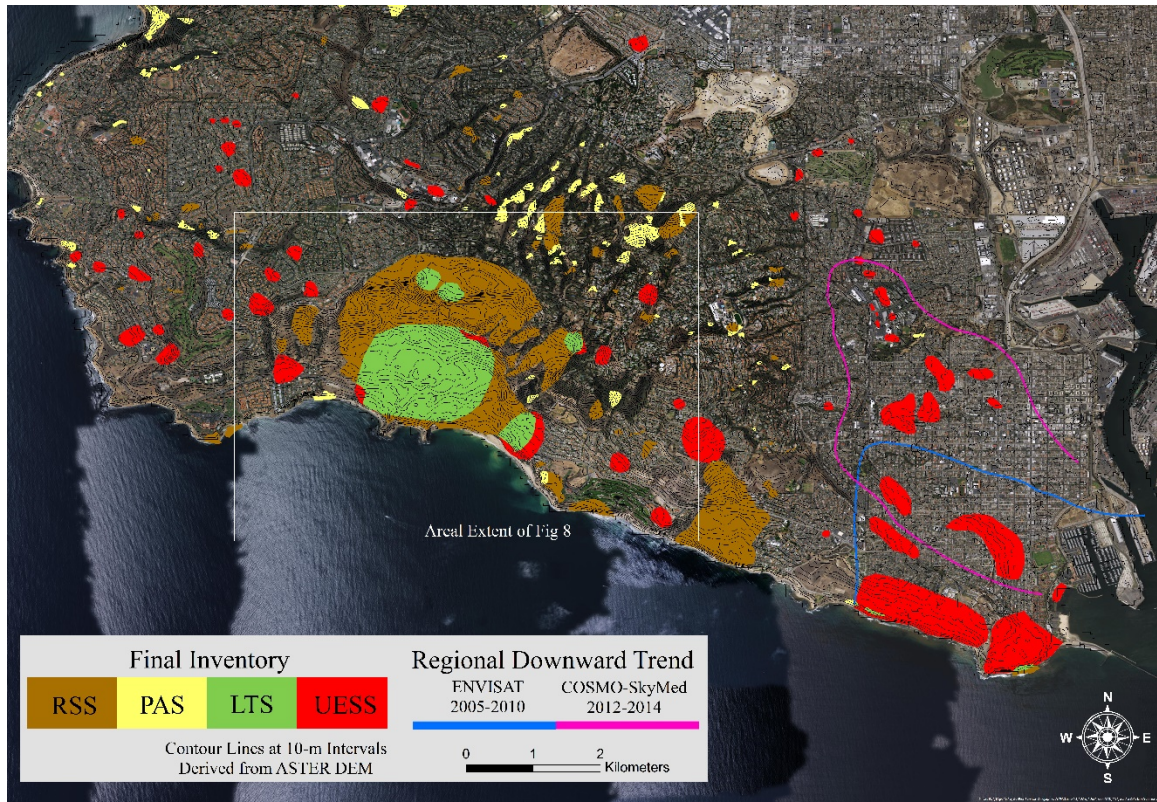 Areal Extent of Fig 8
Final Inventory
RSS PAS LTS UESS
Contour Lines at 10-m Intervals
Derived from ASTER DEM
Regional Downward Trend
ENVISAT COSMO-SkyMed
2005-2010 2012-2014
0 1 2
Kilometers
N
W E
S